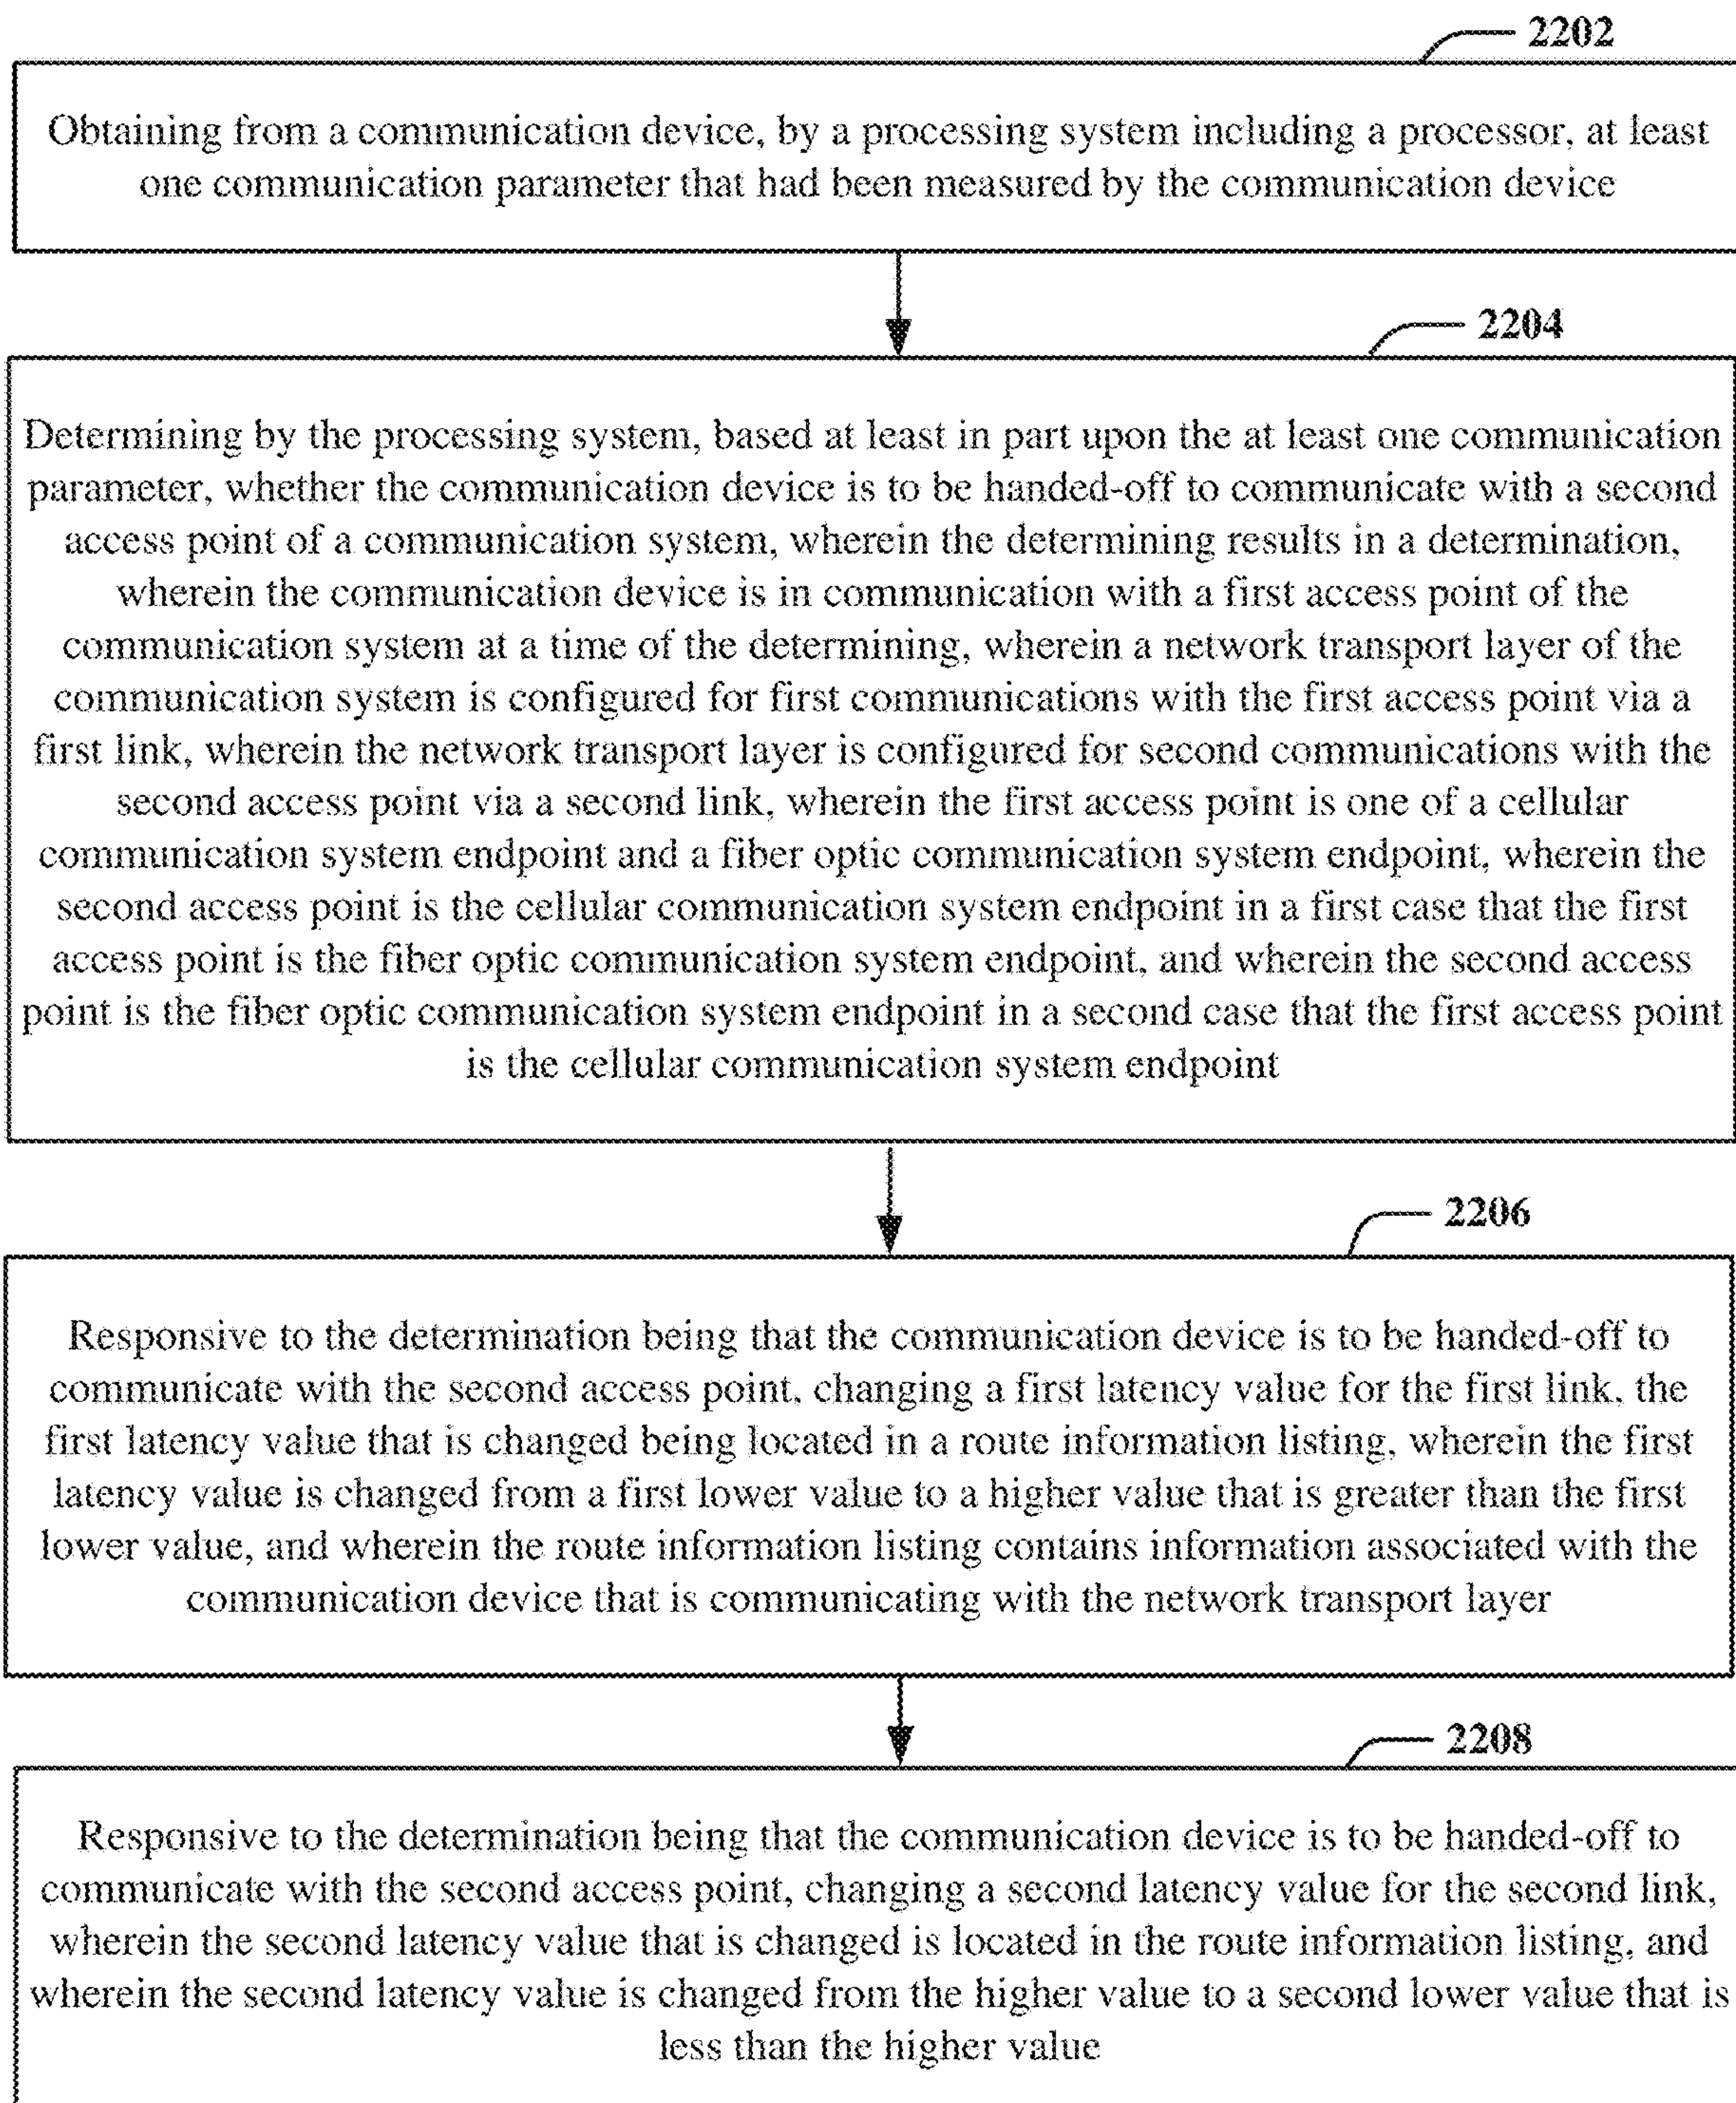 2202
Obtaining from a communication device, by a processing system including a processor, at least
one communication parameter that had been measured by the communication device
2204
Determining by the processing system, based at least in part upon the at least one communication
parameter, whether the communication device is to be handed-off to communicate with a second
access point of a communication system, wherein the determining results in a determination,
wherein the communication device is in communication with a first access point of the
communication system at a time of the determining, wherein a network transport layer of the
communication system is configured for first communications with the first access point via a
first link, wherein the network transport layer is configured for second communications with the
second access point via a second link, wherein the first access point is one of a cellular
communication system endpoint and a fiber optic communication system endpoint, wherein the
second access point is the cellular communication system endpoint in a first case that the first
access point is the fiber optic communication system endpoint, and wherein the second access
point is the fiber optic communication system endpoint in a second case that the first access point
is the cellular communication system endpoint
2206
Responsive to the determination being that the communication device is to be handed-off to
communicate with the second access point, changing a first latency value for the first link, the
first latency value that is changed being located in a route information listing, wherein the first
latency value is changed from a first lower value to a higher value that is greater than the first
lower value, and wherein the route information listing contains information associated with the
communication device that is communicating with the network transport layer
2208
Responsive to the determination being that the communication device is to be handed-off to
communicate with the second access point, changing a second latency value for the second link,
wherein the second latency value that is changed is located in the route information listing, and
wherein the second latency value is changed from the higher value to a second lower value that is
less than the higher value